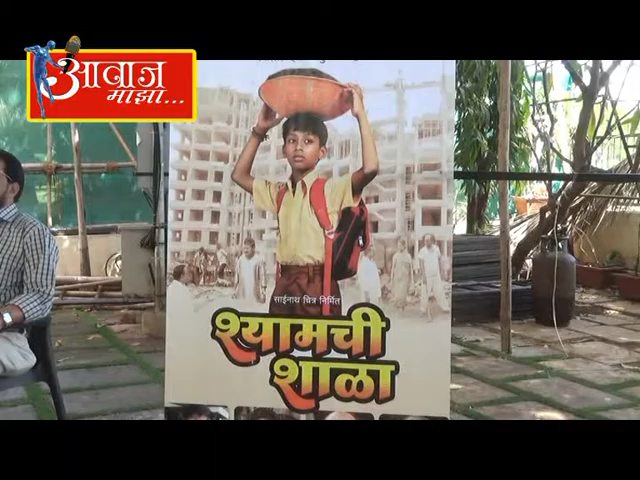 आवाज
माझा...
साईनाथ चित्र निर्मित
श्यामची
शाळा